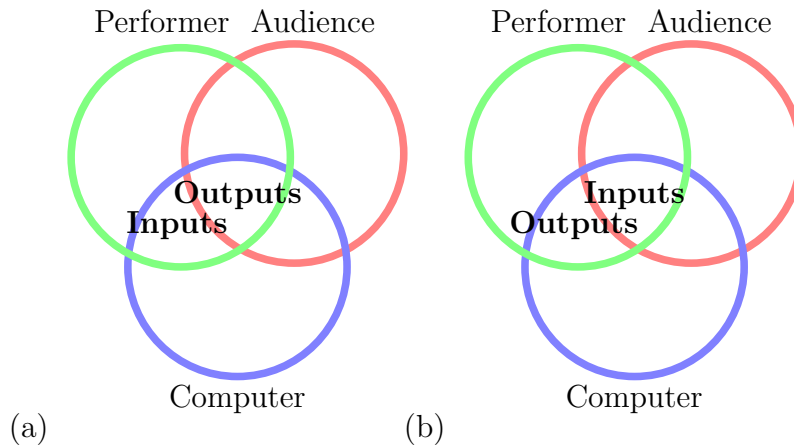 Performer Audience
Outputs
Inputs
Computer
(a)
Performer Audience
Inputs
Outputs
Computer
(b)